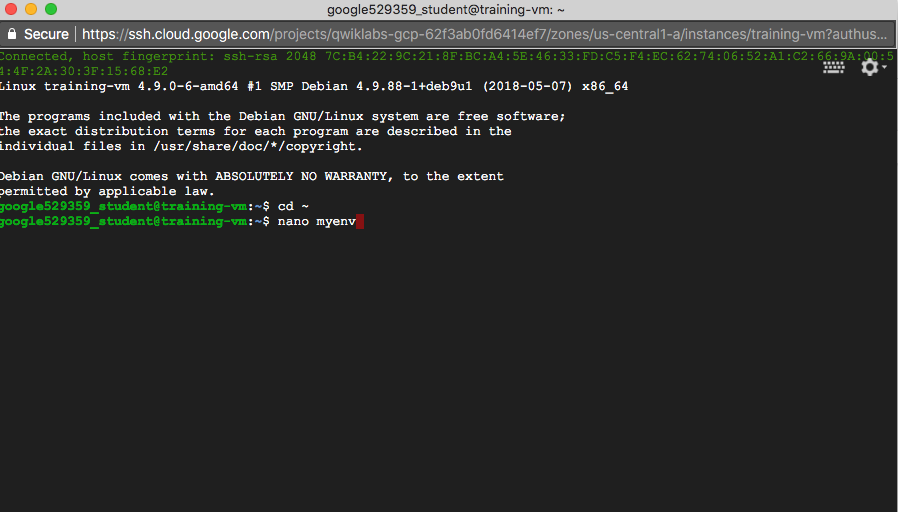 google529359_student@training-vm: ~
Secure | https://ssh.cloud.google.com/projects/qwiklabs-gcp-62f3ab0fd6414ef7/zones/us-central1-a/instances/training-vm?authus...
Connected, host fingerprint: ssh-rsa 2048 7C:B4:22:9C:21:8F:BC:A4:5E:46:33:FD:C5:F4:EC:62:74:06:52:A1:C2:66:9A:00:5
4:4F:2A:30:3F:15:68:E2
Linux training-vm 4.9.0-6-amd64 #1 SMP Debian 4.9.88-1+deb9u1 (2018-05-07) x86_64
The programs included with the Debian GNU/Linux system are free software;
the exact distribution terms for each program are described in the
individual files in /usr/share/doc/*/copyright.
Debian GNU/Linux comes with ABSOLUTELY NO WARRANTY, to the extent
permitted by applicable law.
google529359_student@training-vm:~$ cd ~
google529359_student@training-vm:~$ nano myenv